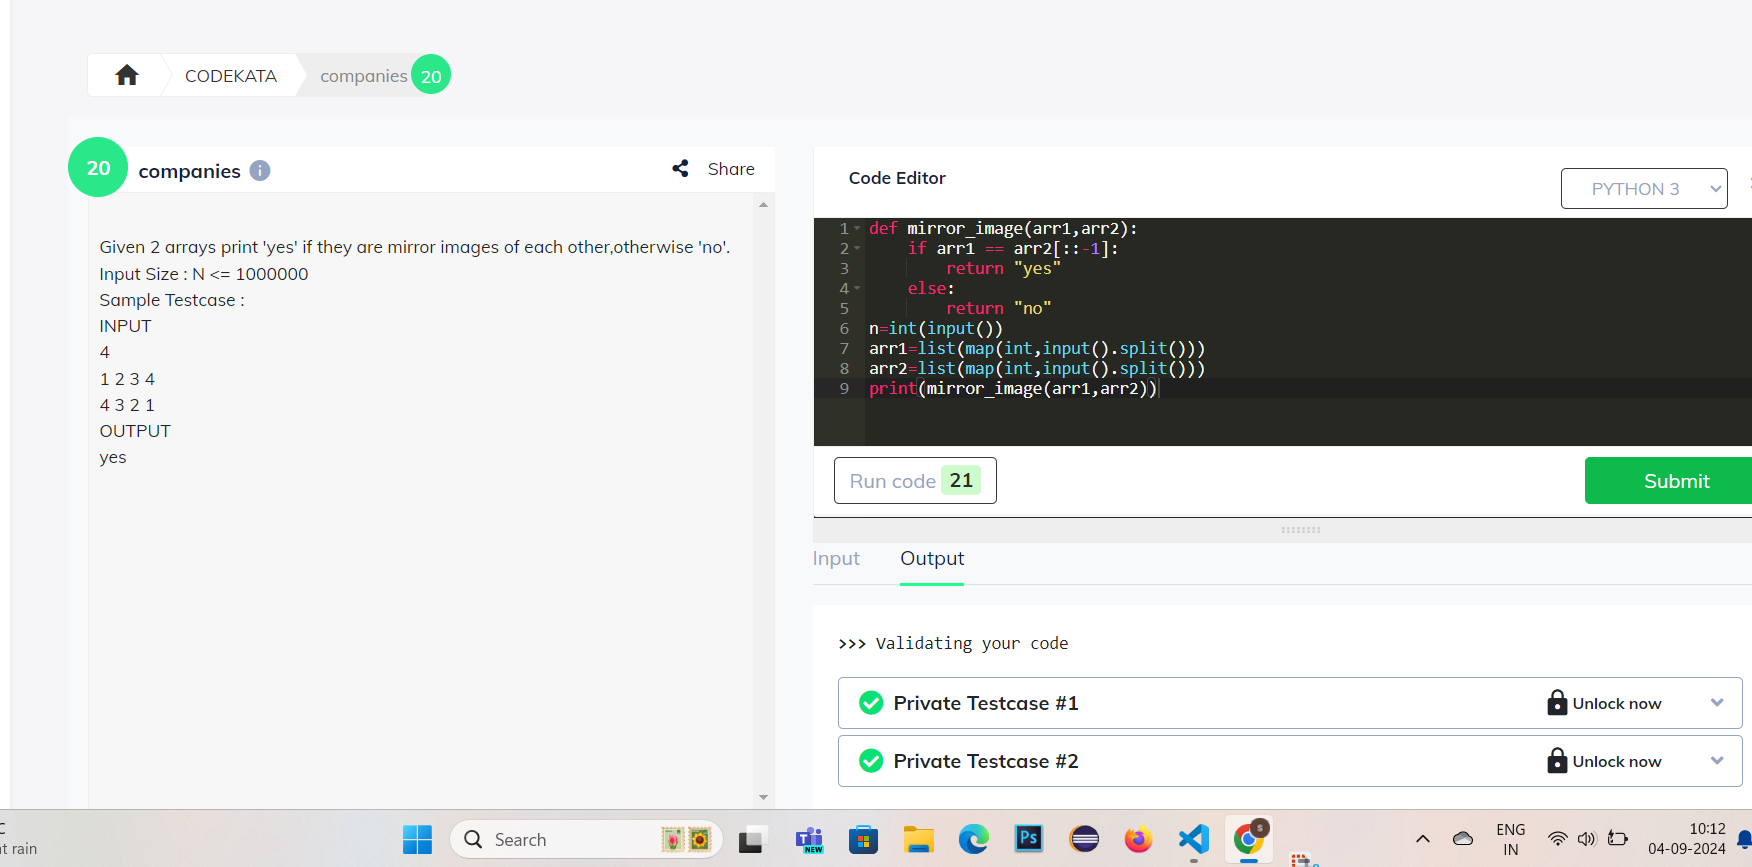 CODEKATA
companies 20
20 companies i
Share
Given 2 arrays print 'yes' if they are mirror images of each other,otherwise 'no'.
Input Size : N <= 1000000
Sample Testcase :
INPUT
4
1 2 3 4
4 3 2 1
OUTPUT
yes
Code Editor
PYTHON 3
1 def mirror_image(arr1,arr2):
2 if arr1 == arr2[::-1]:
3 return "yes"
4 else:
5 return "no"
6 n=int(input())
7 arr1=list(map(int,input().split()))
8 arr2=list(map(int,input().split()))
9 print(mirror_image(arr1,arr2))
Run code 21
Submit
Input Output
>>> Validating your code
Private Testcase #1 Unlock now
Private Testcase #2 Unlock now
rain
Search
NEW
Ps
S
ENG
IN
10:12
04-09-2024